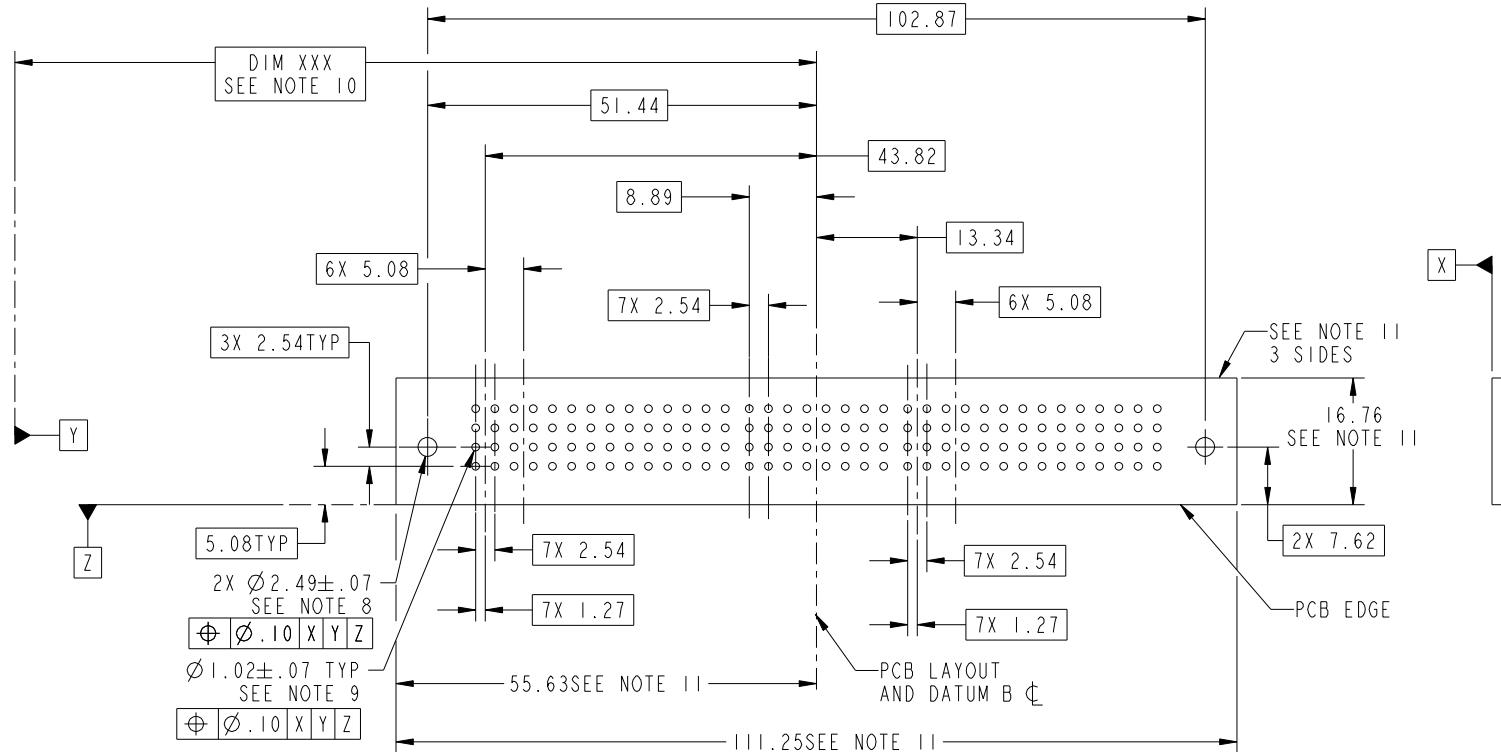 102.87
DIM XXX
SEE NOTE 10
51.44
43.82
8.89
13.34
6X 5.08
X
7X 2.54
6X 5.08
3X 2.54TYP
SEE NOTE 11
3 SIDES
16.76
SEE NOTE 11
Y
5.08TYP
Z
7X 2.54
7X 2.54
2X 7.62
2X Ø2.49±.07
SEE NOTE 8
⌖ Ø.10 X Y Z
7X 1.27
7X 1.27
PCB EDGE
Ø1.02±.07 TYP
SEE NOTE 9
⌖ Ø.10 X Y Z
55.63SEE NOTE 11
PCB LAYOUT
AND DATUM B ℄
111.25SEE NOTE 11